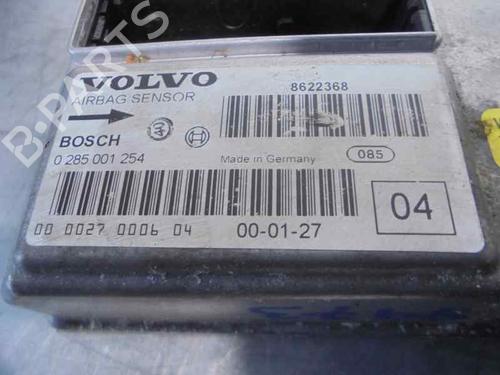 VOLVO
AIRBAG SENSOR
8622368
BOSCH
0 285 001 254
Made in Germany
085
00 0027 0006 04
00-01-27
04
B-PARTS